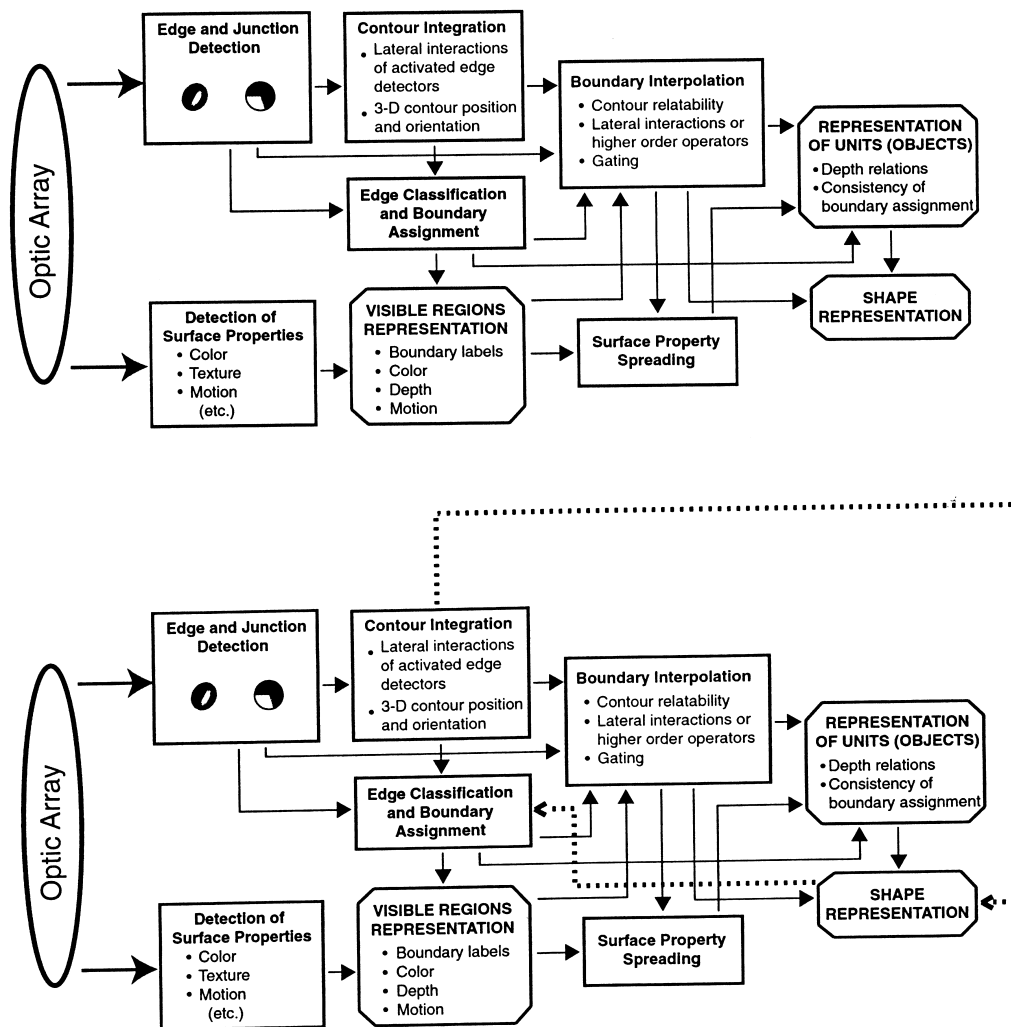 Optic Array
Edge and Junction
Detection
Contour Integration
• Lateral interactions
of activated edge
detectors
• 3-D contour position
and orientation
Boundary Interpolation
• Contour relatability
• Lateral interactions or
higher order operators
• Gating
REPRESENTATION
OF UNITS (OBJECTS)
• Depth relations
• Consistency of
boundary assignment
Edge Classification
and Boundary
Assignment
Detection of
Surface Properties
• Color
• Texture
• Motion
(etc.)
VISIBLE REGIONS
REPRESENTATION
• Boundary labels
• Color
• Depth
• Motion
Surface Property
Spreading
SHAPE
REPRESENTATION
Optic Array
Edge and Junction
Detection
Contour Integration
• Lateral interactions
of activated edge
detectors
• 3-D contour position
and orientation
Boundary Interpolation
• Contour relatability
• Lateral interactions or
higher order operators
• Gating
REPRESENTATION
OF UNITS (OBJECTS)
• Depth relations
• Consistency of
boundary assignment
Edge Classification
and Boundary
Assignment
Detection of
Surface Properties
• Color
• Texture
• Motion
(etc.)
VISIBLE REGIONS
REPRESENTATION
• Boundary labels
• Color
• Depth
• Motion
Surface Property
Spreading
SHAPE
REPRESENTATION